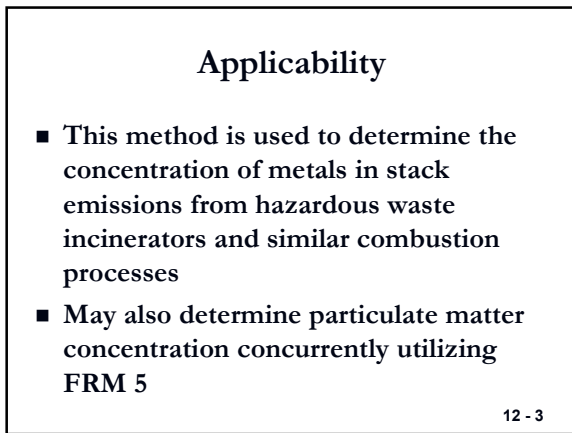 Applicability
■ This method is used to determine the
concentration of metals in stack
emissions from hazardous waste
incinerators and similar combustion
processes
■ May also determine particulate matter
concentration concurrently utilizing
FRM 5
12 - 3